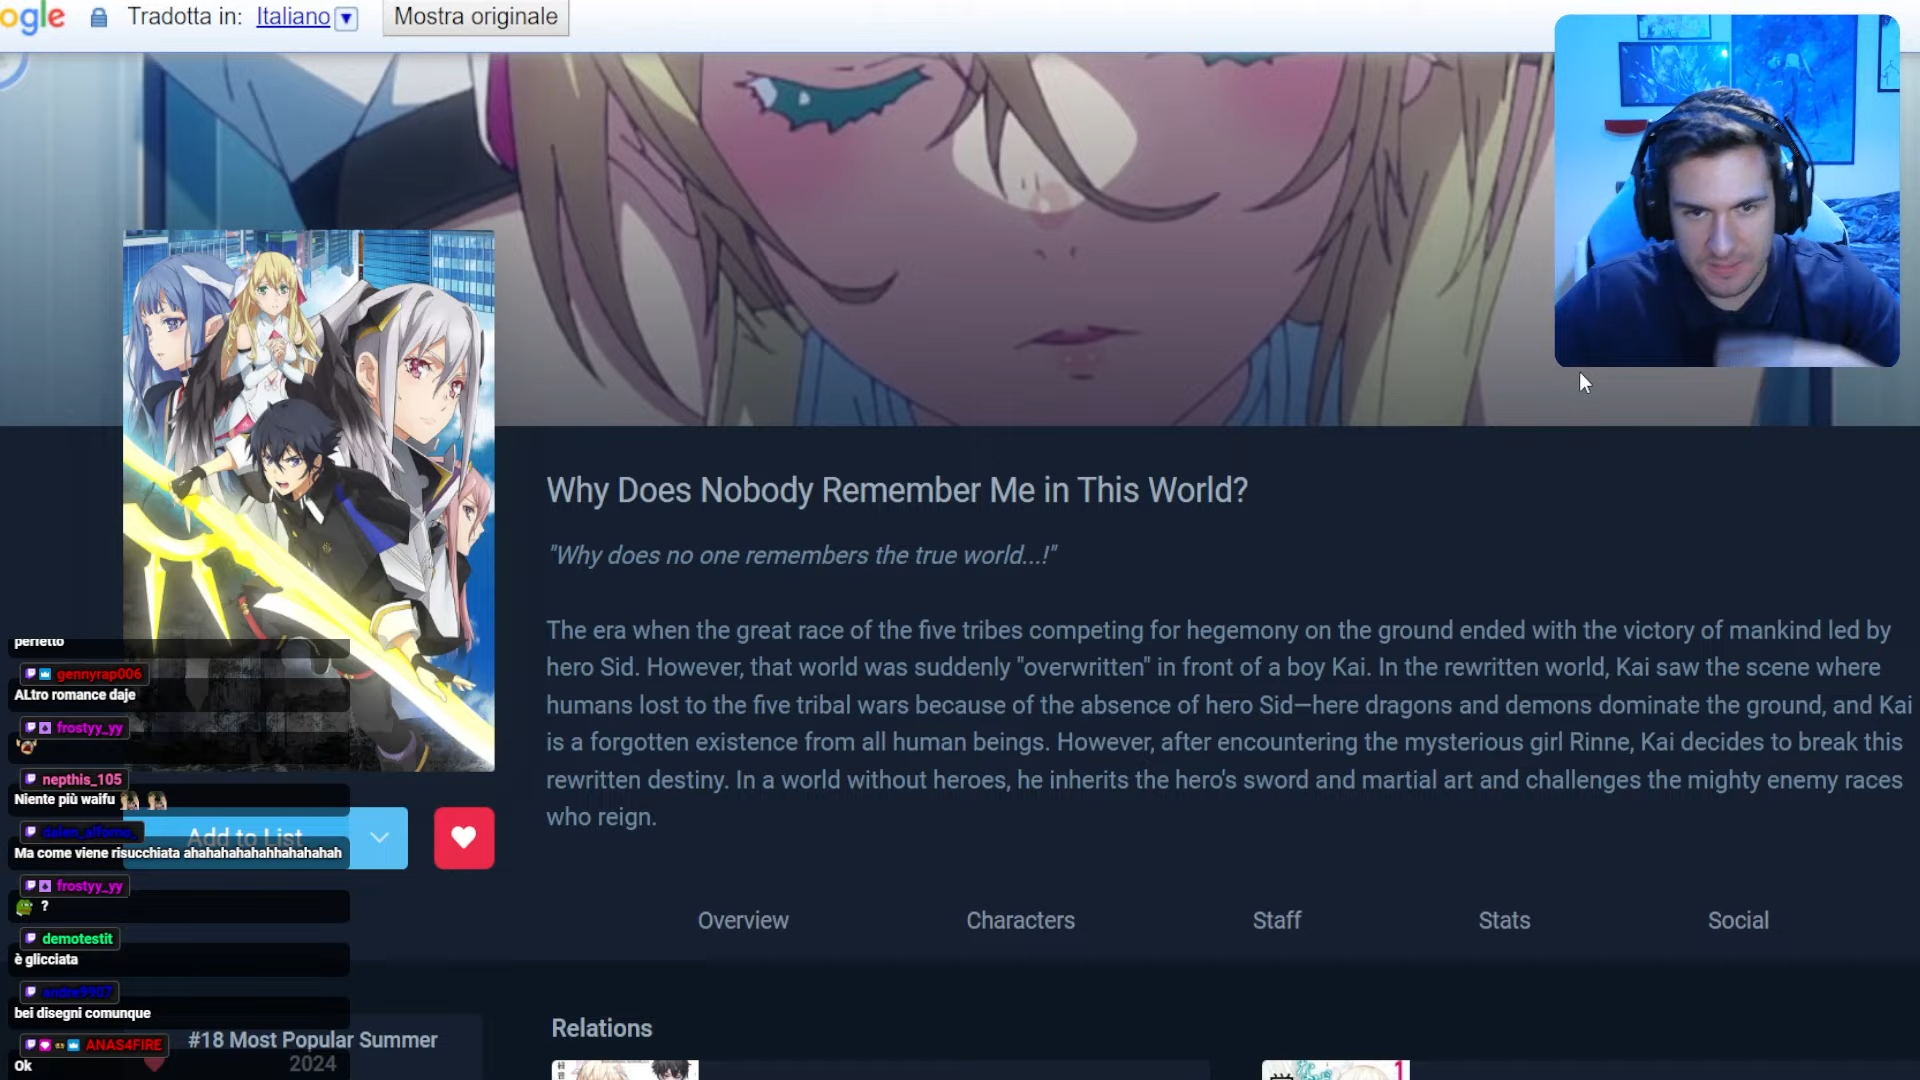 ogle Tradotta in: Italiano Mostra originale
Why Does Nobody Remember Me in This World?
"Why does no one remembers the true world...!"
The era when the great race of the five tribes competing for hegemony on the ground ended with the victory of mankind led by
hero Sid. However, that world was suddenly "overwritten" in front of a boy Kai. In the rewritten world, Kai saw the scene where
humans lost to the five tribal wars because of the absence of hero Sid—here dragons and demons dominate the ground, and Kai
is a forgotten existence from all human beings. However, after encountering the mysterious girl Rinne, Kai decides to break this
rewritten destiny. In a world without heroes, he inherits the hero's sword and martial art and challenges the mighty enemy races
who reign.
perfetto
gennyrap006
ALtro romance daje
frostyy_yy
nepthis_105
Niente più waifu
Add to List
Ma come viene risucchiata ahahahahahahhahahahah
frostyy_yy
?
demotestit
è glicciata
andre9907
bei disegni comunque
ANAS4FIRE
Ok
Overview Characters Staff Stats Social
#18 Most Popular Summer
2024
Relations